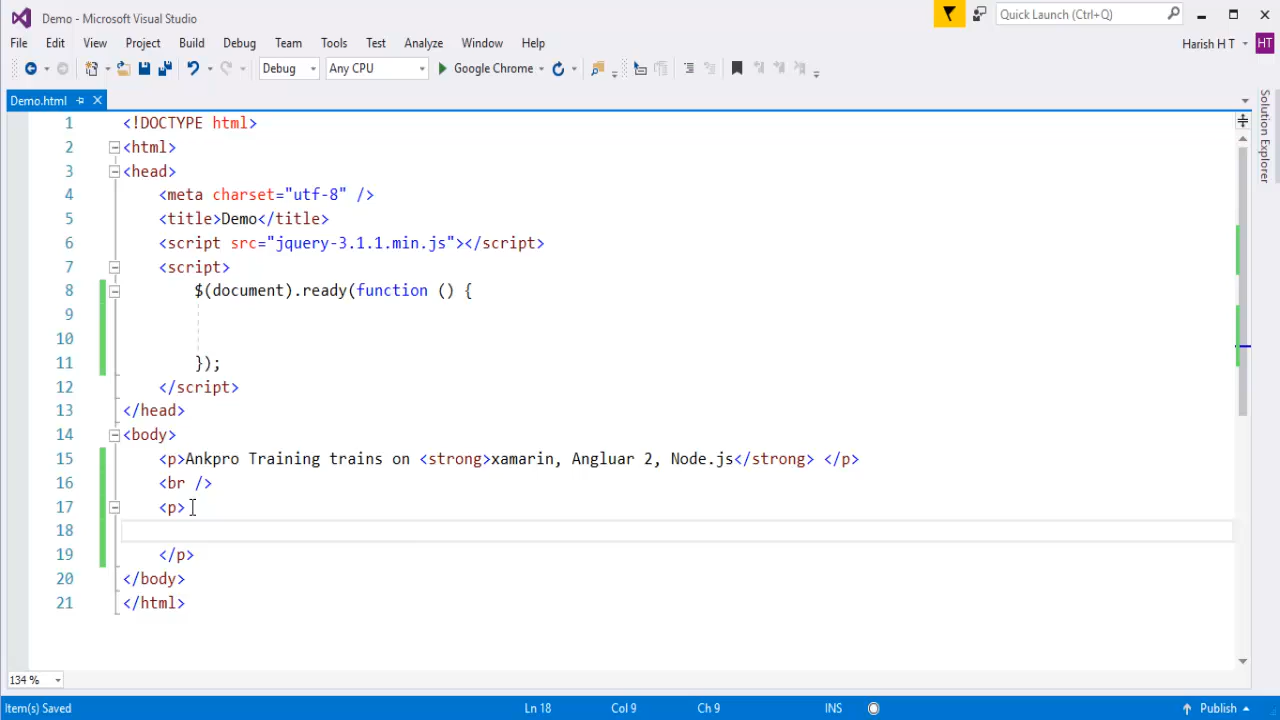 Demo - Microsoft Visual Studio
Quick Launch (Ctrl+Q)
File Edit View Project Build Debug Team Tools Test Analyze Window Help
Harish H T HT
Debug Any CPU Google Chrome
Demo.html
Solution Explorer
1 <!DOCTYPE html>
2 <html>
3 <head>
4 <meta charset="utf-8" />
5 <title>Demo</title>
6 <script src="jquery-3.1.1.min.js"></script>
7 <script>
8 $(document).ready(function () {
9
10
11 });
12 </script>
13 </head>
14 <body>
15 <p>Ankpro Training trains on <strong>xamarin, Angluar 2, Node.js</strong> </p>
16 <br />
17 <p>
18
19 </p>
20 </body>
21 </html>
134 %
Item(s) Saved Ln 18 Col 9 Ch 9 INS Publish